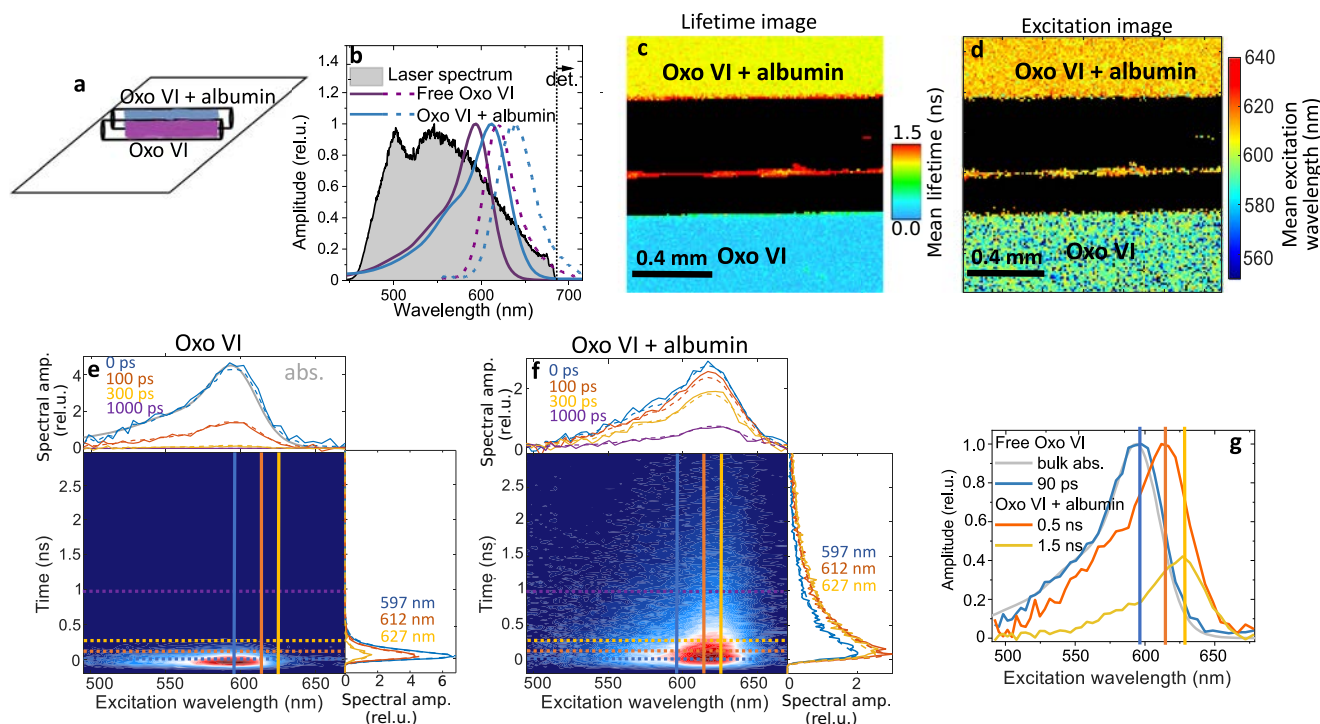 a
Oxo VI + albumin
Oxo VI
b
1.4
1.2
1
0.8
0.6
0.4
0.2
0
Amplitude (rel.u.)
Laser spectrum
Free Oxo VI
Oxo VI + albumin
det.
500
600
700
Wavelength (nm)
Lifetime image
c
Oxo VI + albumin
Oxo VI
0.4 mm
1.5
0.0
Mean lifetime (ns)
Excitation image
d
Oxo VI + albumin
Oxo VI
0.4 mm
640
620
600
580
560
Mean excitation
wavelength (nm)
Oxo VI
e
0 ps
100 ps
300 ps
1000 ps
abs.
Spectral amp.
(rel.u.)
4
2
0
2.5
2
1.5
1
0.5
0
Time (ns)
597 nm
612 nm
627 nm
500
550
600
650
Excitation wavelength (nm)
0
2
4
6
Spectral amp.
(rel.u.)
Oxo VI + albumin
f
0 ps
100 ps
300 ps
1000 ps
Spectral amp.
(rel.u.)
2
0
2.5
2
1.5
1
0.5
0
Time (ns)
597 nm
612 nm
627 nm
500
550
600
650
Excitation wavelength (nm)
0
2
Spectral amp.
(rel.u.)
g
Free Oxo VI
bulk abs.
90 ps
Oxo VI + albumin
0.5 ns
1.5 ns
1.0
0.8
0.6
0.4
0.2
0
Amplitude (rel.u.)
500
550
600
650
Excitation wavelength (nm)